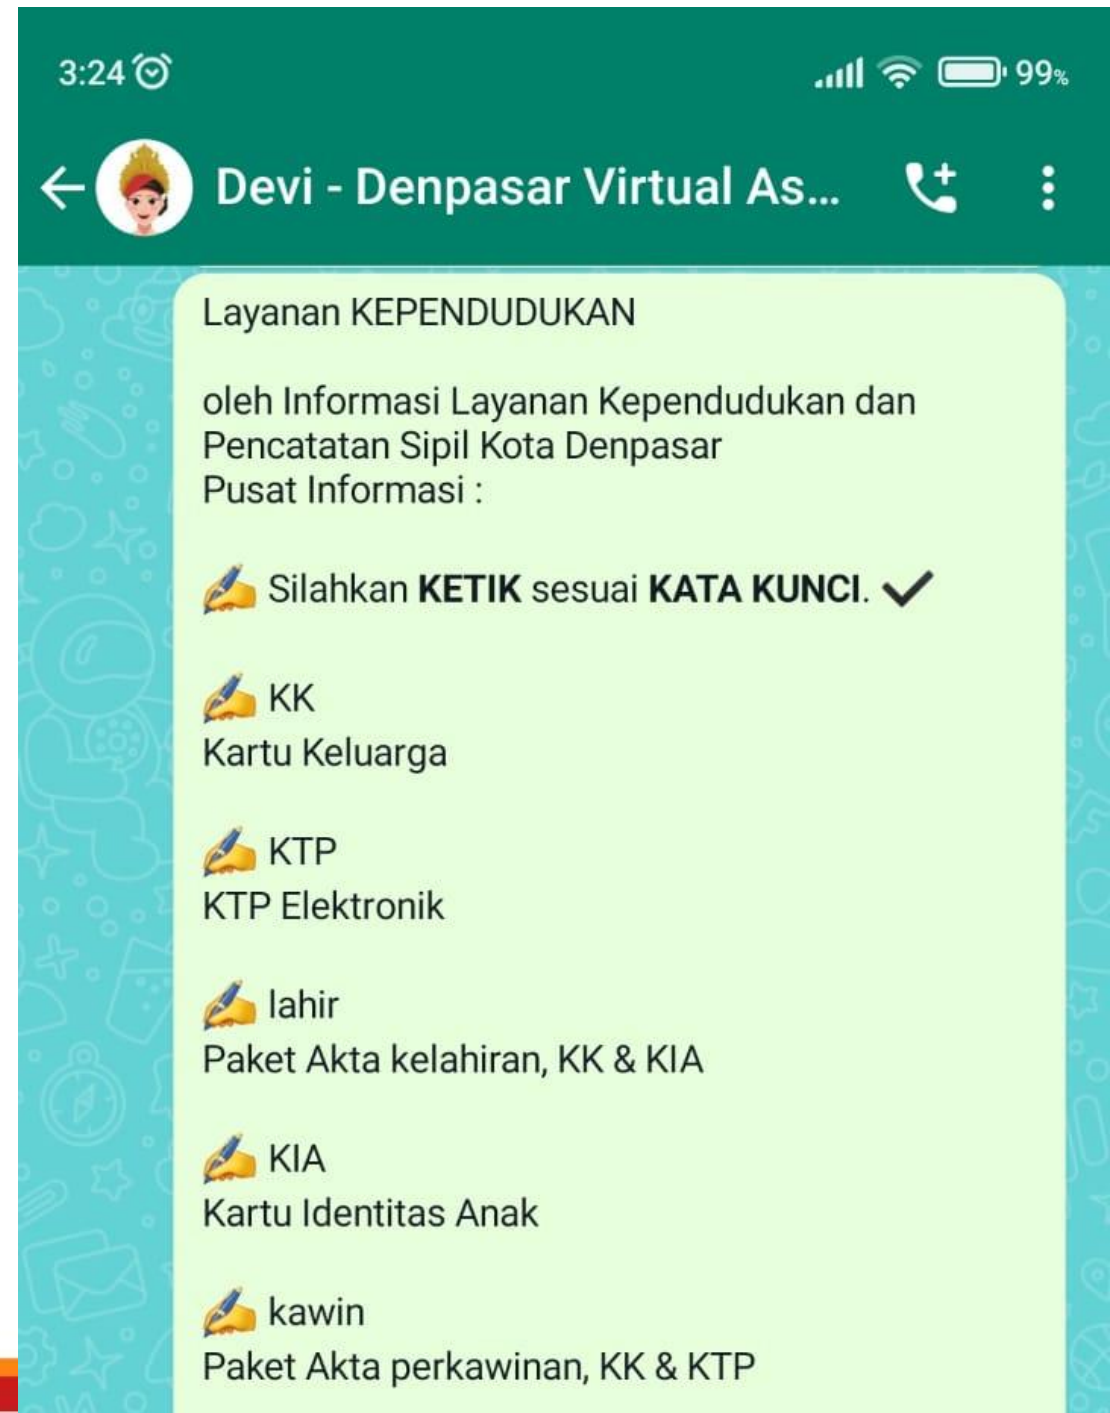 3:24
99%
Devi - Denpasar Virtual As...
Layanan KEPENDUDUKAN
oleh Informasi Layanan Kependudukan dan
Pencatatan Sipil Kota Denpasar
Pusat Informasi :
✍ Silahkan KETIK sesuai KATA KUNCI. ✔
✍ KK
Kartu Keluarga
✍ KTP
KTP Elektronik
✍ lahir
Paket Akta kelahiran, KK & KIA
✍ KIA
Kartu Identitas Anak
✍ kawin
Paket Akta perkawinan, KK & KTP